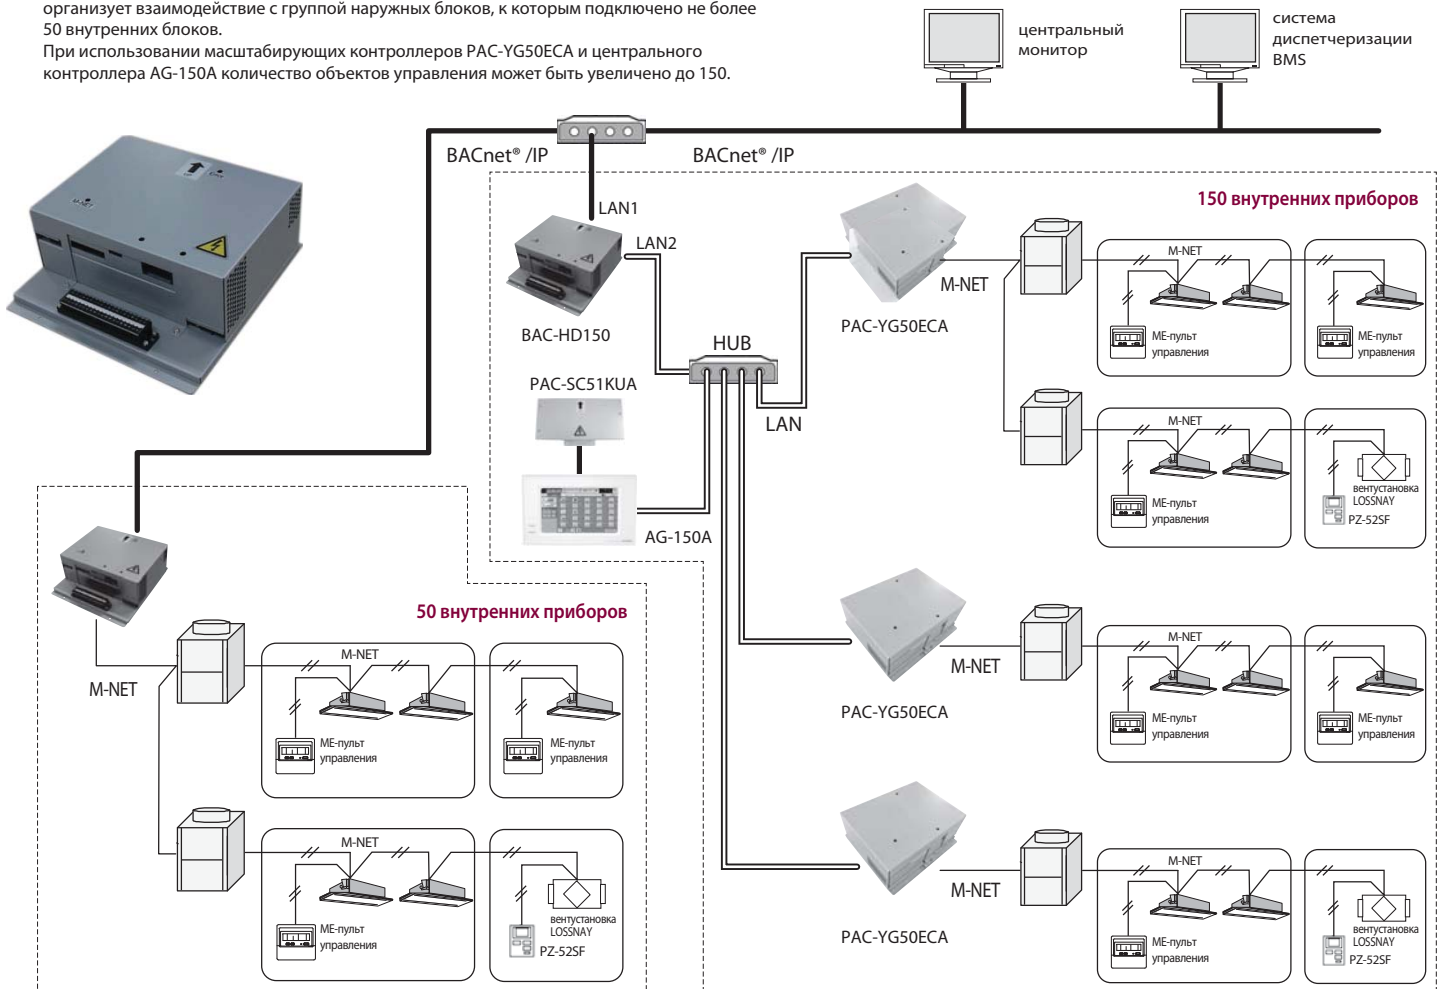 организует взаимодействие с группой наружных блоков, к которым подключено не более
50 внутренних блоков.
При использовании масштабирующих контроллеров PAC-YG50ECA и центрального
контроллера AG-150A количество объектов управления может быть увеличено до 150.
центральный
монитор
система
диспетчеризации
BMS
BACnet® /IP
BACnet® /IP
150 внутренних приборов
LAN1
LAN2
BAC-HD150
HUB
PAC-SC51KUA
AG-150A
LAN
PAC-YG50ECA
M-NET
M-NET
ME-пульт
управления
ME-пульт
управления
M-NET
ME-пульт
управления
вентустановка
LOSSNAY
PZ-52SF
PAC-YG50ECA
M-NET
M-NET
ME-пульт
управления
ME-пульт
управления
PAC-YG50ECA
M-NET
M-NET
ME-пульт
управления
вентустановка
LOSSNAY
PZ-52SF
50 внутренних приборов
M-NET
M-NET
ME-пульт
управления
ME-пульт
управления
M-NET
ME-пульт
управления
вентустановка
LOSSNAY
PZ-52SF